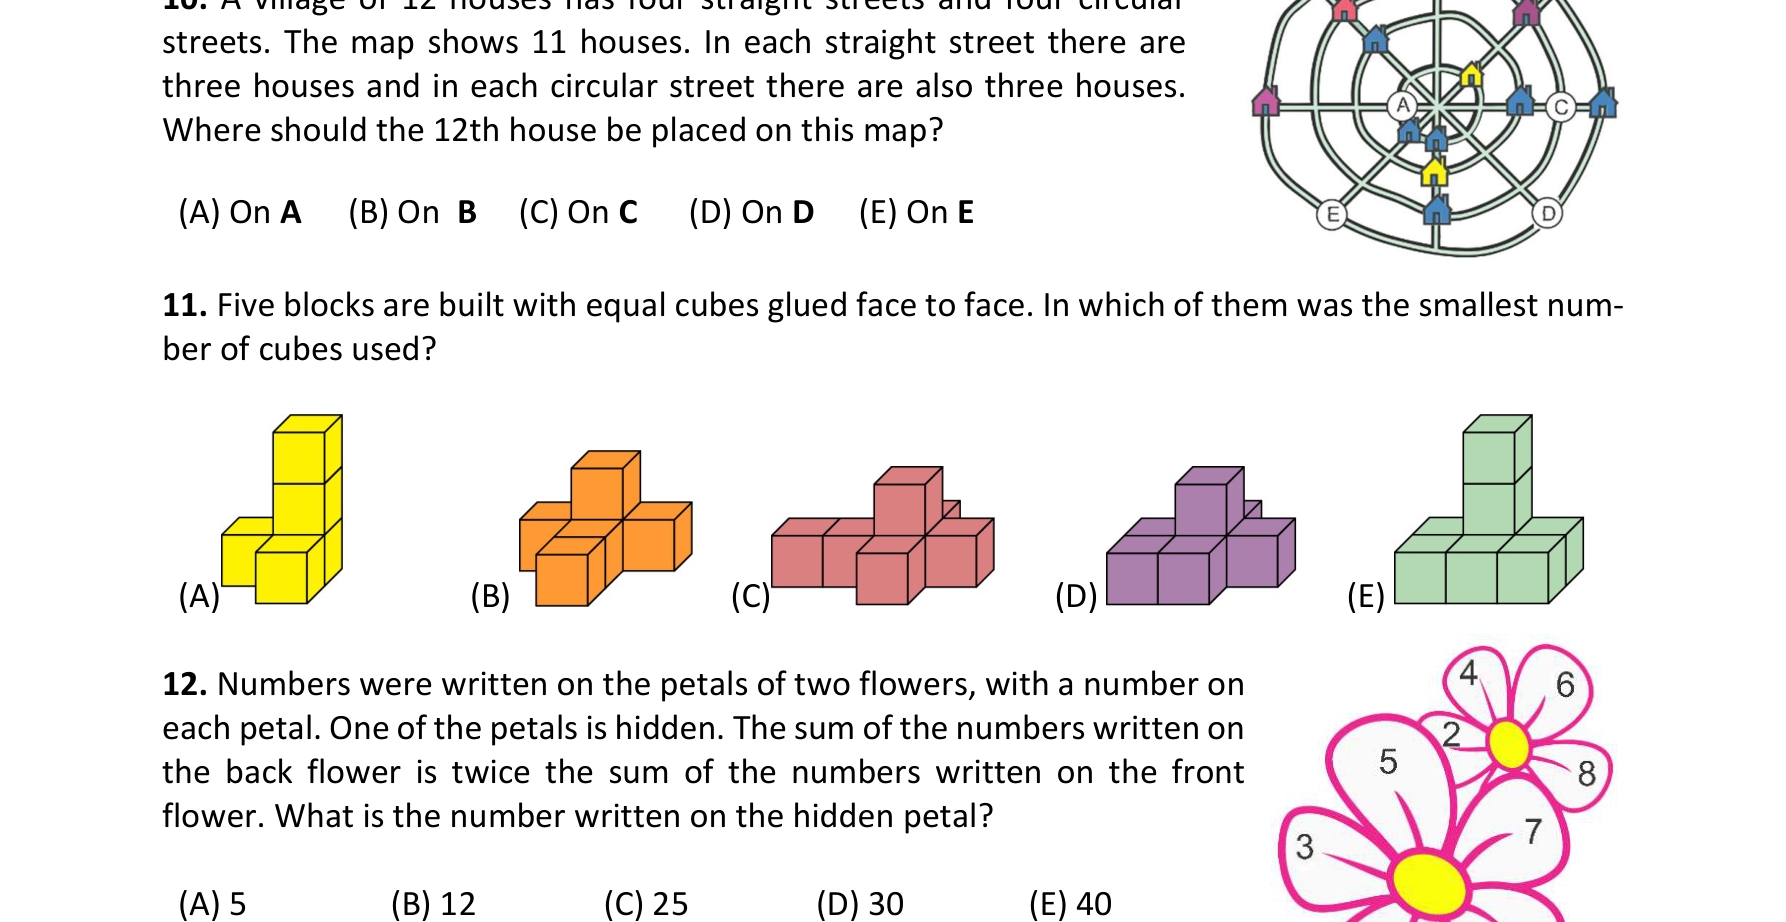 10. A village of 12 houses has four straight streets and four circular
streets. The map shows 11 houses. In each straight street there are
three houses and in each circular street there are also three houses.
Where should the 12th house be placed on this map?
A
C
E
D
(A) On A (B) On B (C) On C (D) On D (E) On E
11. Five blocks are built with equal cubes glued face to face. In which of them was the smallest num-
ber of cubes used?
(A) (B) (C) (D) (E)
12. Numbers were written on the petals of two flowers, with a number on
each petal. One of the petals is hidden. The sum of the numbers written on
the back flower is twice the sum of the numbers written on the front
flower. What is the number written on the hidden petal?
4
6
2
5
8
7
3
(A) 5 (B) 12 (C) 25 (D) 30 (E) 40